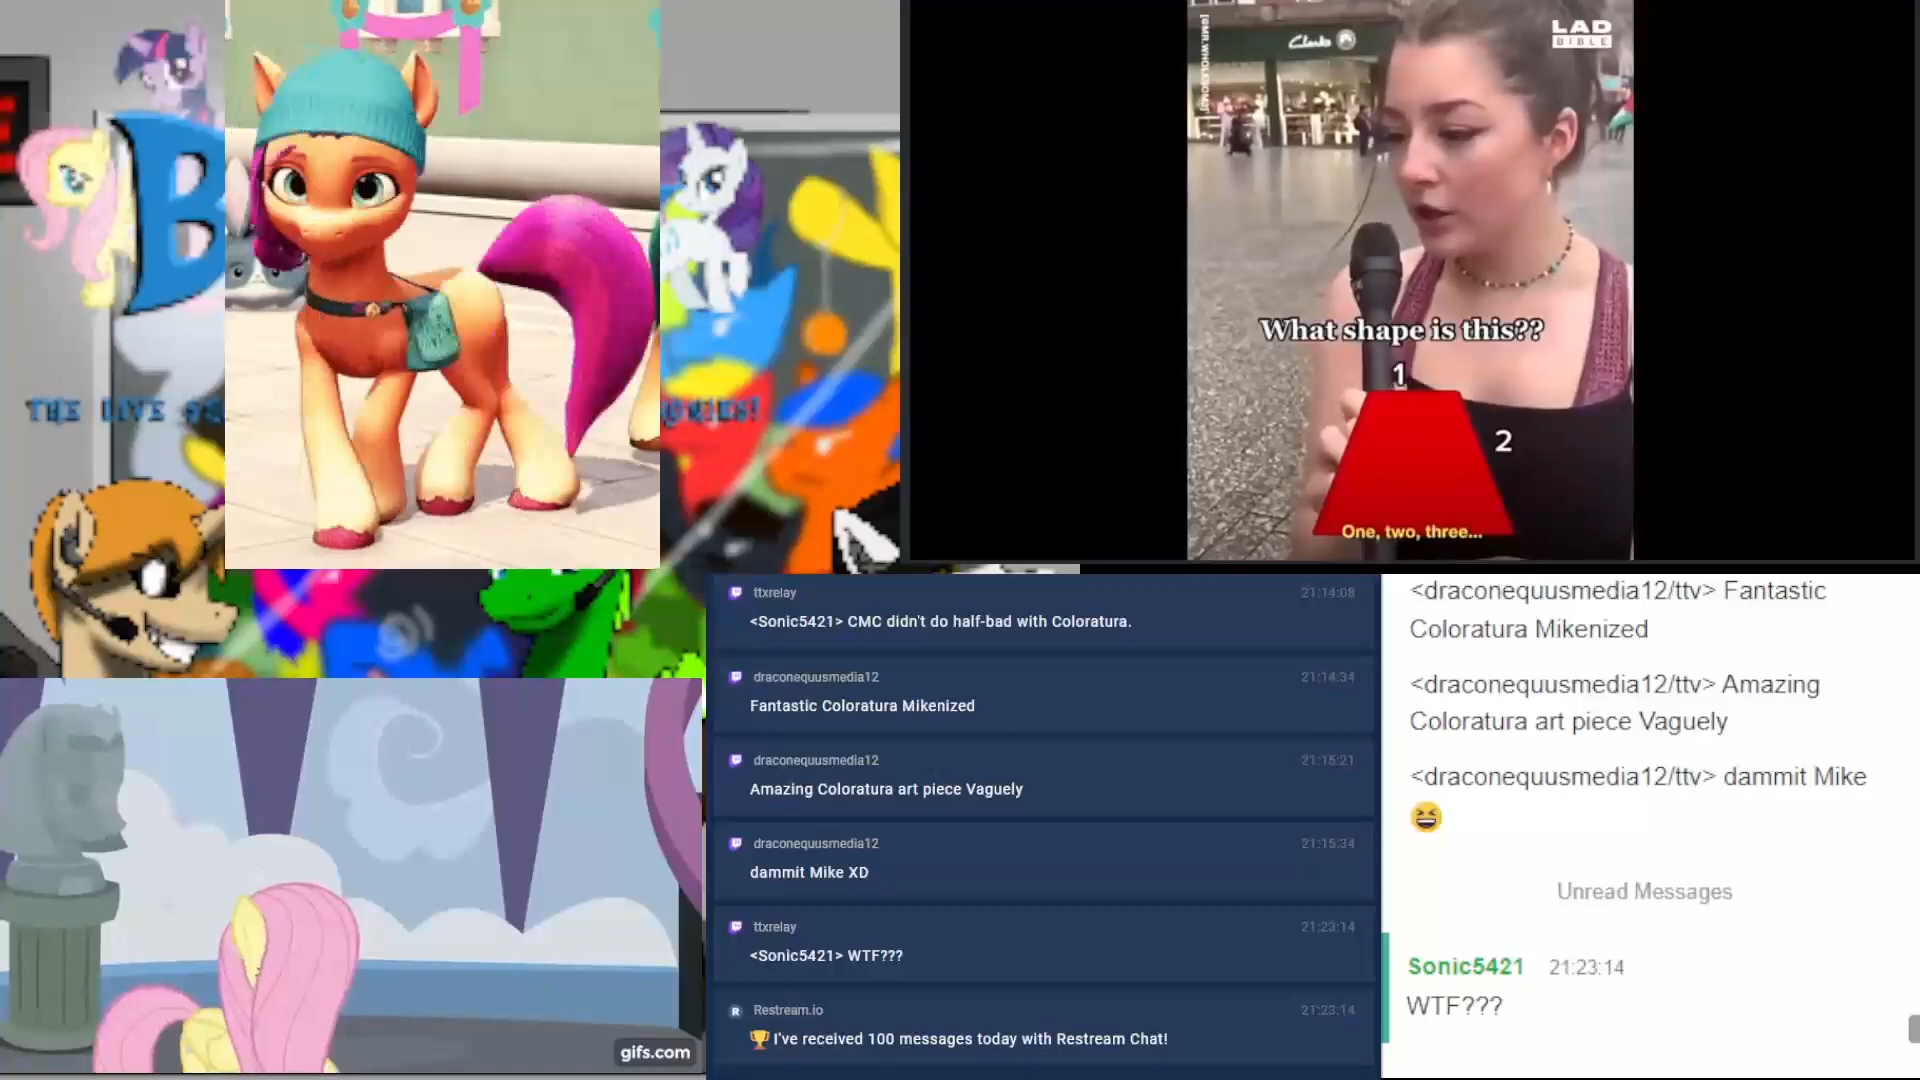 B
THE LIVE
LAD
BIBLE
Clarks
What shape is this??
1
2
One, two, three...
ttxrelay 21:14:08
<Sonic5421> CMC didn't do half-bad with Coloratura.
draconequusmedia12 21:14:34
Fantastic Coloratura Mikenized
draconequusmedia12 21:15:21
Amazing Coloratura art piece Vaguely
draconequusmedia12 21:15:34
dammit Mike XD
ttxrelay 21:23:14
<Sonic5421> WTF???
R Restream.io 21:23:14
🏆 I've received 100 messages today with Restream Chat!
<draconequusmedia12/ttv> Fantastic
Coloratura Mikenized
<draconequusmedia12/ttv> Amazing
Coloratura art piece Vaguely
<draconequusmedia12/ttv> dammit Mike
😆
Unread Messages
Sonic5421 21:23:14
WTF???
gifs.com